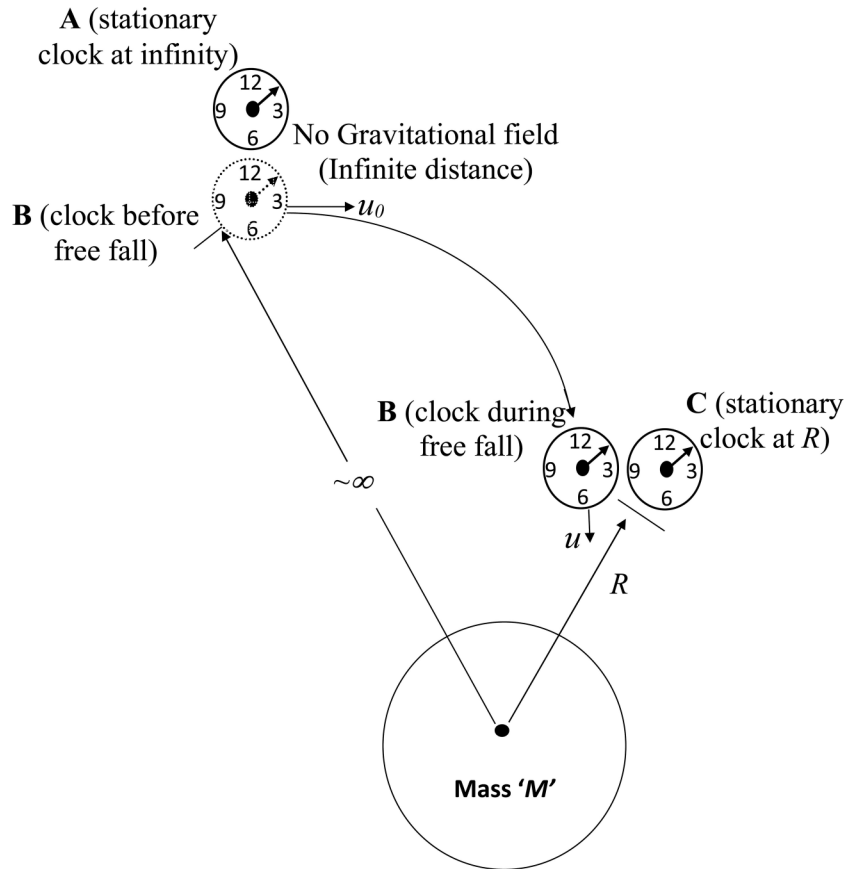 A (stationary
clock at infinity)
12
9 3
6
No Gravitational field
(Infinite distance)
12
9 3
6
u0
B (clock before
free fall)
B (clock during
free fall)
12
9 3
6
C (stationary
clock at R)
12
9 3
6
~∞
u
R
Mass ‘M’